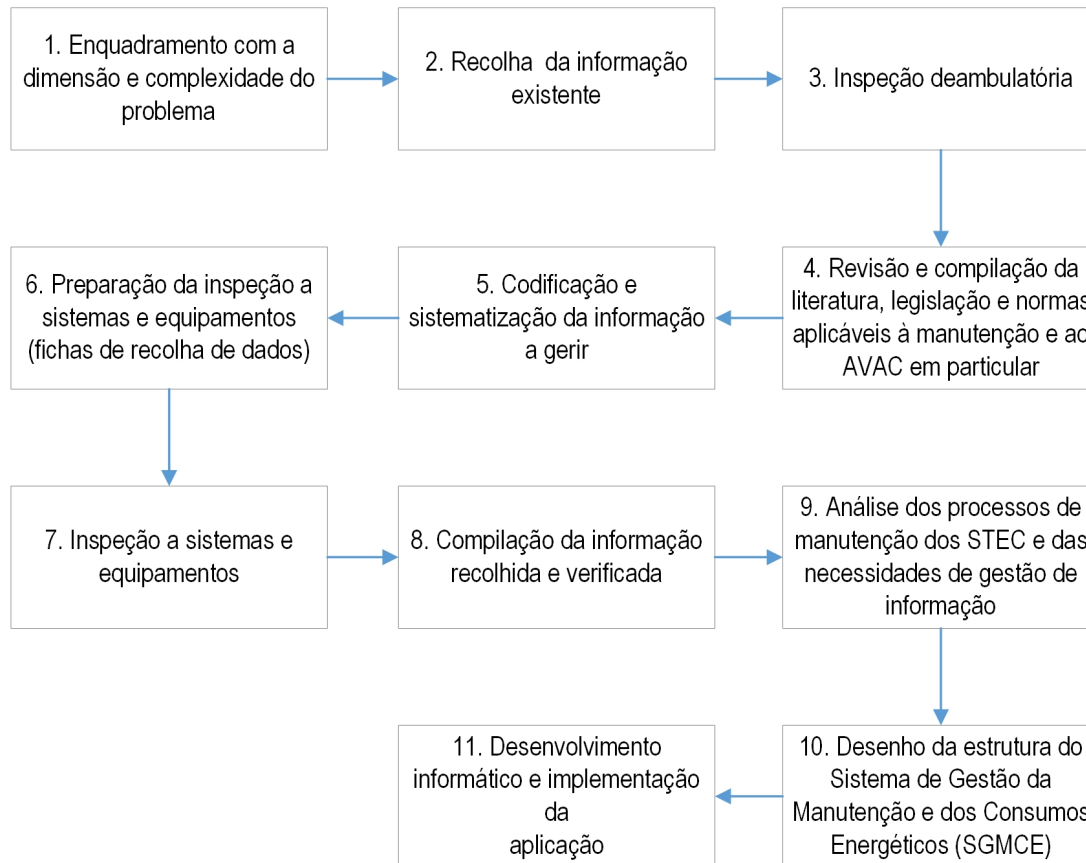 1. Enquadramento com a
dimensão e complexidade do
problema
2. Recolha da informação
existente
3. Inspeção deambulatória
4. Revisão e compilação da
literatura, legislação e normas
aplicáveis à manutenção e ao
AVAC em particular
5. Codificação e
sistematização da informação
a gerir
6. Preparação da inspeção a
sistemas e equipamentos
(fichas de recolha de dados)
7. Inspeção a sistemas e
equipamentos
8. Compilação da informação
recolhida e verificada
9. Análise dos processos de
manutenção dos STEC e das
necessidades de gestão de
informação
10. Desenho da estrutura do
Sistema de Gestão da
Manutenção e dos Consumos
Energéticos (SGMCE)
11. Desenvolvimento
informático e implementação
da
aplicação